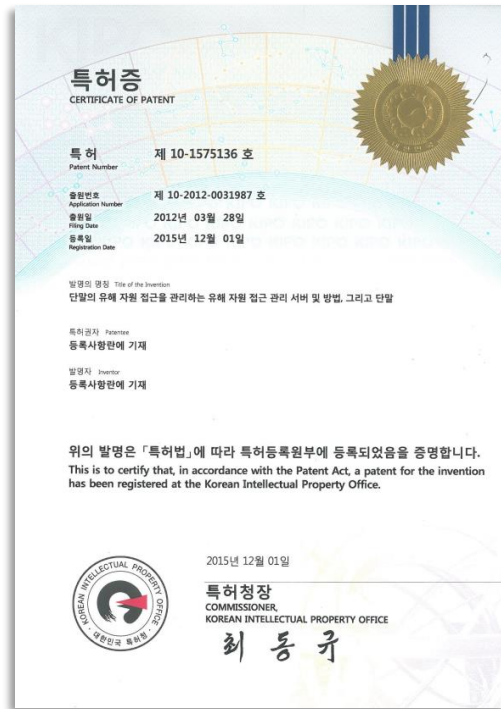 특허증
CERTIFICATE OF PATENT
특허 제 10-1575136 호
Patent Number
출원번호 제 10-2012-0031987 호
Application Number
출원일 2012년 03월 28일
Filing Date
등록일 2015년 12월 01일
Registration Date
발명의 명칭 Title of the Invention
단말의 유해 자원 접근을 관리하는 유해 자원 접근 관리 서버 및 방법, 그리고 단말
특허권자 Patentee
등록사항란에 기재
발명자 Inventor
등록사항란에 기재
위의 발명은 「특허법」에 따라 특허등록원부에 등록되었음을 증명합니다.
This is to certify that, in accordance with the Patent Act, a patent for the invention
has been registered at the Korean Intellectual Property Office.
2015년 12월 01일
특허청장
COMMISSIONER,
KOREAN INTELLECTUAL PROPERTY OFFICE
최동규
KOREAN INTELLECTUAL PROPERTY OFFICE
대한민국 특허청